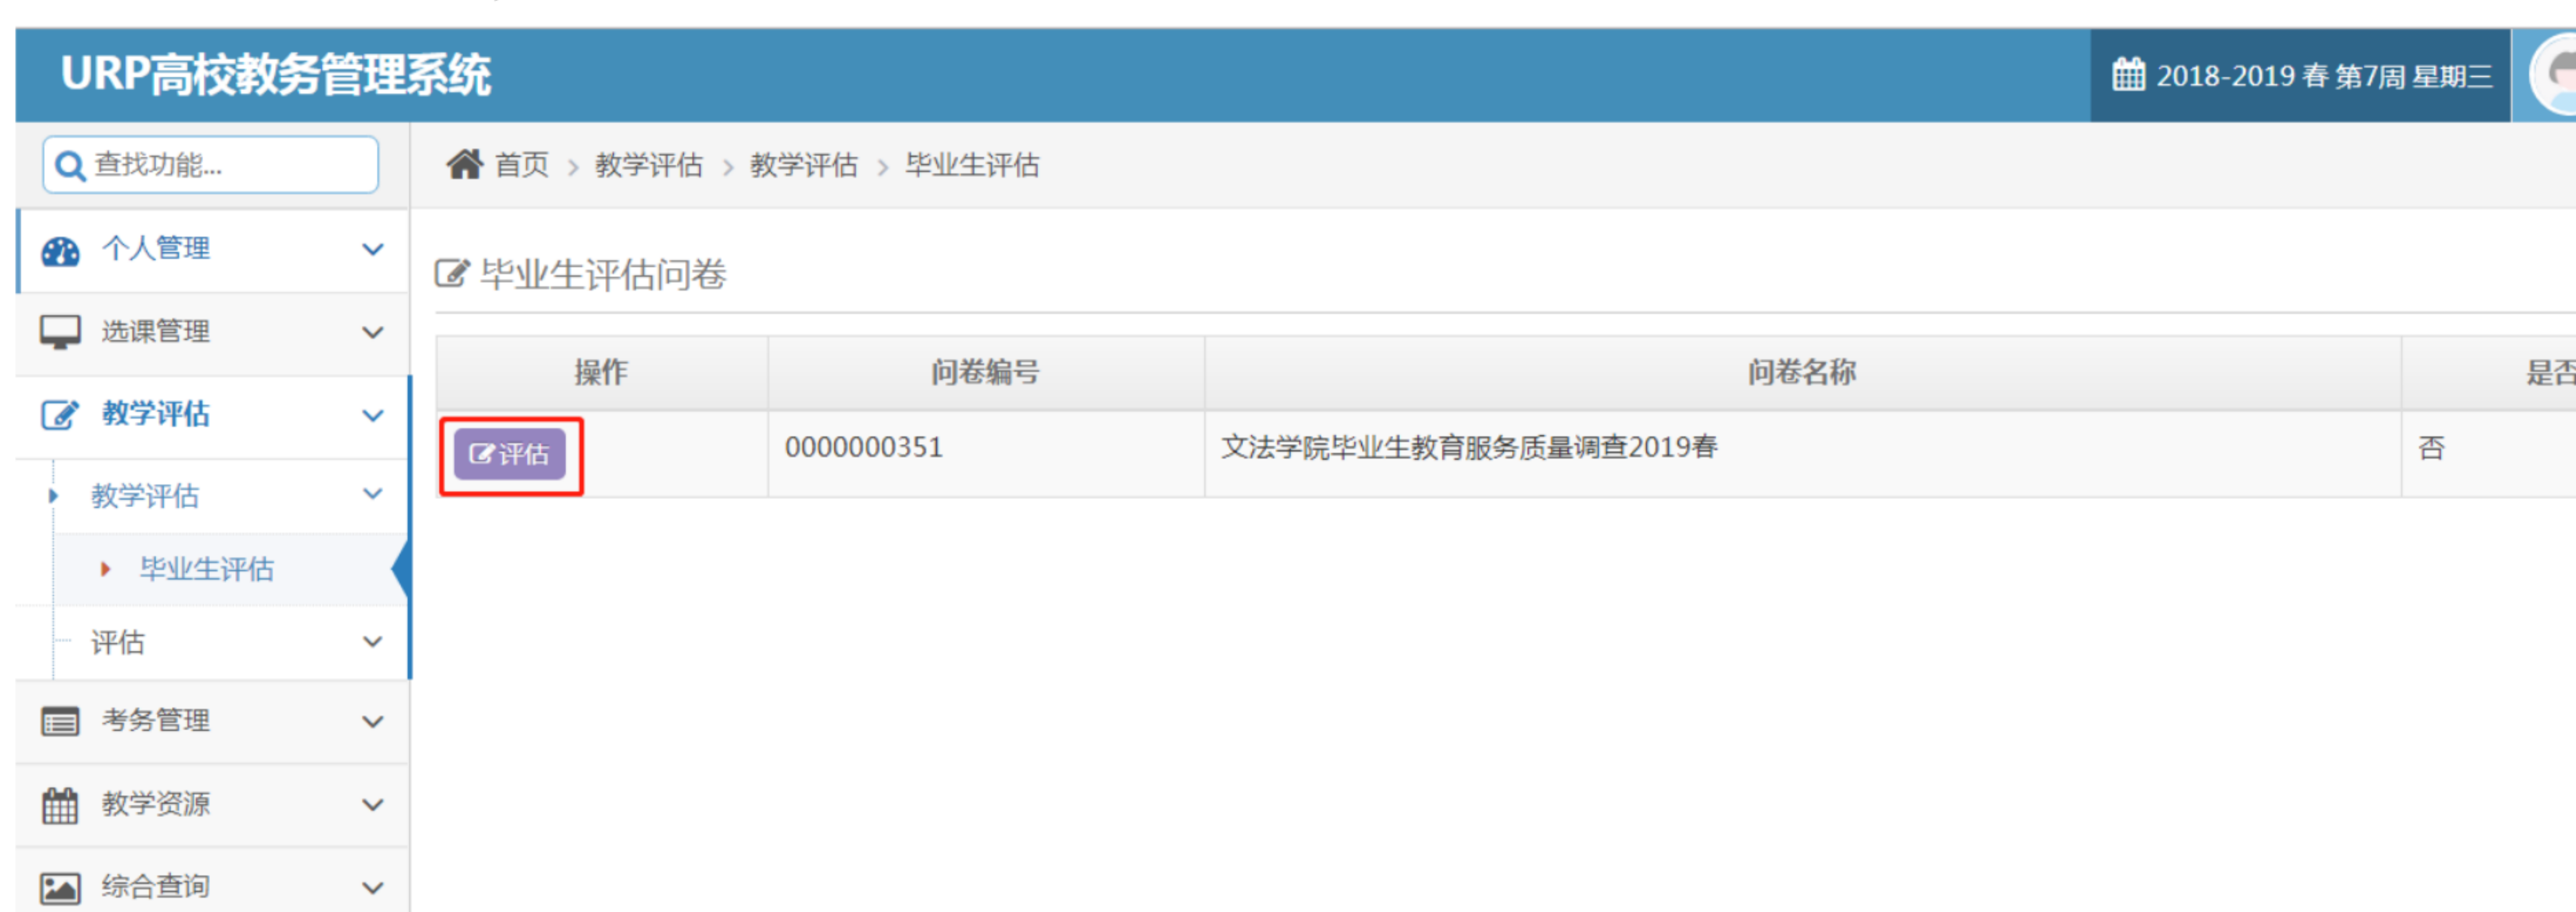 URP高校教务管理系统
2018-2019 春 第7周 星期三
查找功能...
首页 > 教学评估 > 教学评估 > 毕业生评估
个人管理
选课管理
教学评估
教学评估
毕业生评估
评估
考务管理
教学资源
综合查询
毕业生评估问卷
操作 问卷编号 问卷名称 是否
评估 0000000351 文法学院毕业生教育服务质量调查2019春 否